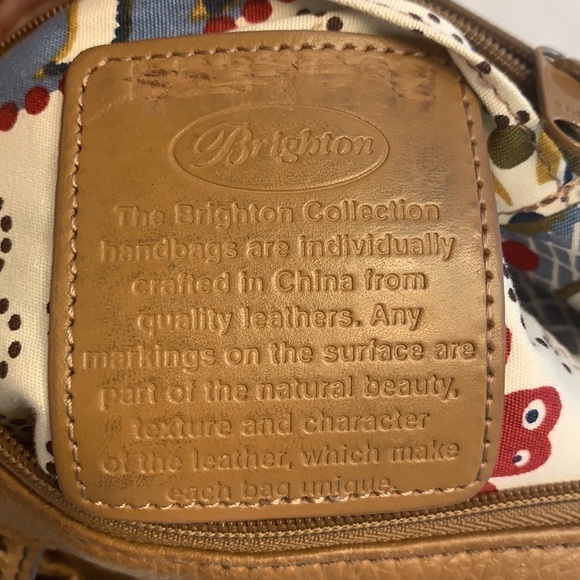 Brighton
The Brighton Collection
handbags are individually
crafted in China from
quality leathers. Any
markings on the surface are
part of the natural beauty,
texture and character
of the leather, which make
each bag unique.